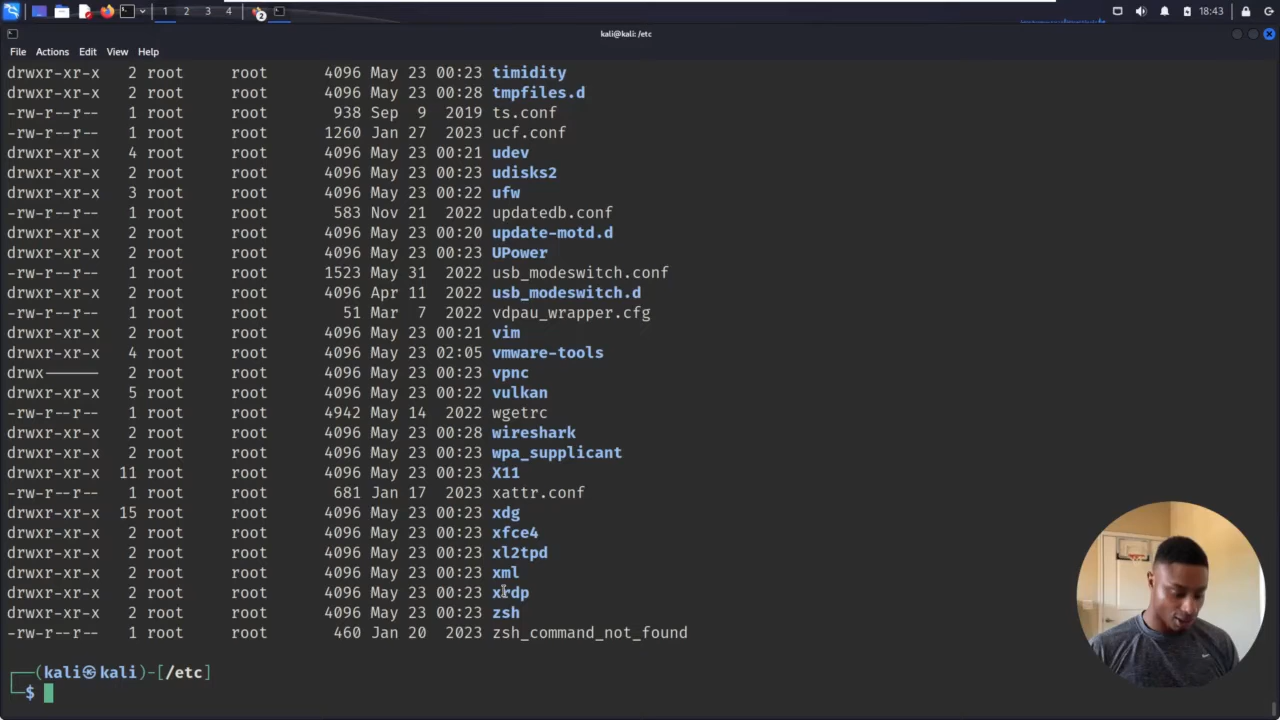 1 2 3 4 2 18:43
kali@kali: /etc
File Actions Edit View Help
drwxr-xr-x 2 root root 4096 May 23 00:23 timidity
drwxr-xr-x 2 root root 4096 May 23 00:28 tmpfiles.d
-rw-r--r-- 1 root root 938 Sep 9 2019 ts.conf
-rw-r--r-- 1 root root 1260 Jan 27 2023 ucf.conf
drwxr-xr-x 4 root root 4096 May 23 00:21 udev
drwxr-xr-x 2 root root 4096 May 23 00:23 udisks2
drwxr-xr-x 3 root root 4096 May 23 00:22 ufw
-rw-r--r-- 1 root root 583 Nov 21 2022 updatedb.conf
drwxr-xr-x 2 root root 4096 May 23 00:20 update-motd.d
drwxr-xr-x 2 root root 4096 May 23 00:23 UPower
-rw-r--r-- 1 root root 1523 May 31 2022 usb_modeswitch.conf
drwxr-xr-x 2 root root 4096 Apr 11 2022 usb_modeswitch.d
-rw-r--r-- 1 root root 51 Mar 7 2022 vdpau_wrapper.cfg
drwxr-xr-x 2 root root 4096 May 23 00:21 vim
drwxr-xr-x 4 root root 4096 May 23 02:05 vmware-tools
drwx------ 2 root root 4096 May 23 00:23 vpnc
drwxr-xr-x 5 root root 4096 May 23 00:22 vulkan
-rw-r--r-- 1 root root 4942 May 14 2022 wgetrc
drwxr-xr-x 2 root root 4096 May 23 00:28 wireshark
drwxr-xr-x 2 root root 4096 May 23 00:23 wpa_supplicant
drwxr-xr-x 11 root root 4096 May 23 00:23 X11
-rw-r--r-- 1 root root 681 Jan 17 2023 xattr.conf
drwxr-xr-x 15 root root 4096 May 23 00:23 xdg
drwxr-xr-x 2 root root 4096 May 23 00:23 xfce4
drwxr-xr-x 2 root root 4096 May 23 00:23 xl2tpd
drwxr-xr-x 2 root root 4096 May 23 00:23 xml
drwxr-xr-x 2 root root 4096 May 23 00:23 xrdp
drwxr-xr-x 2 root root 4096 May 23 00:23 zsh
-rw-r--r-- 1 root root 460 Jan 20 2023 zsh_command_not_found
┌──(kali㉿kali)-[/etc]
└─$